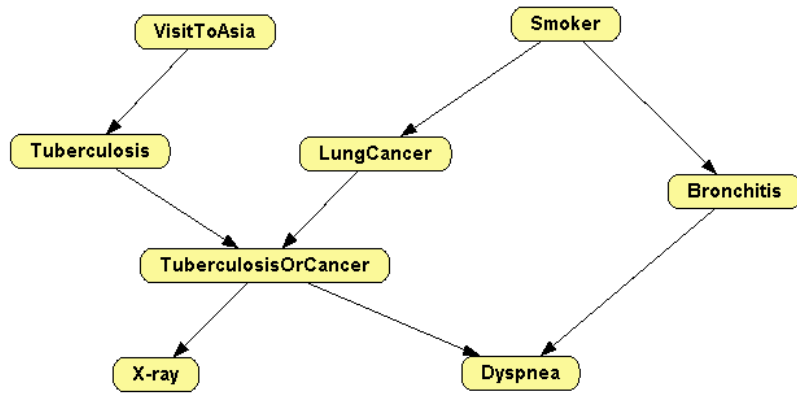 VisitToAsia
Smoker
Tuberculosis
LungCancer
Bronchitis
TuberculosisOrCancer
X-ray
Dyspnea